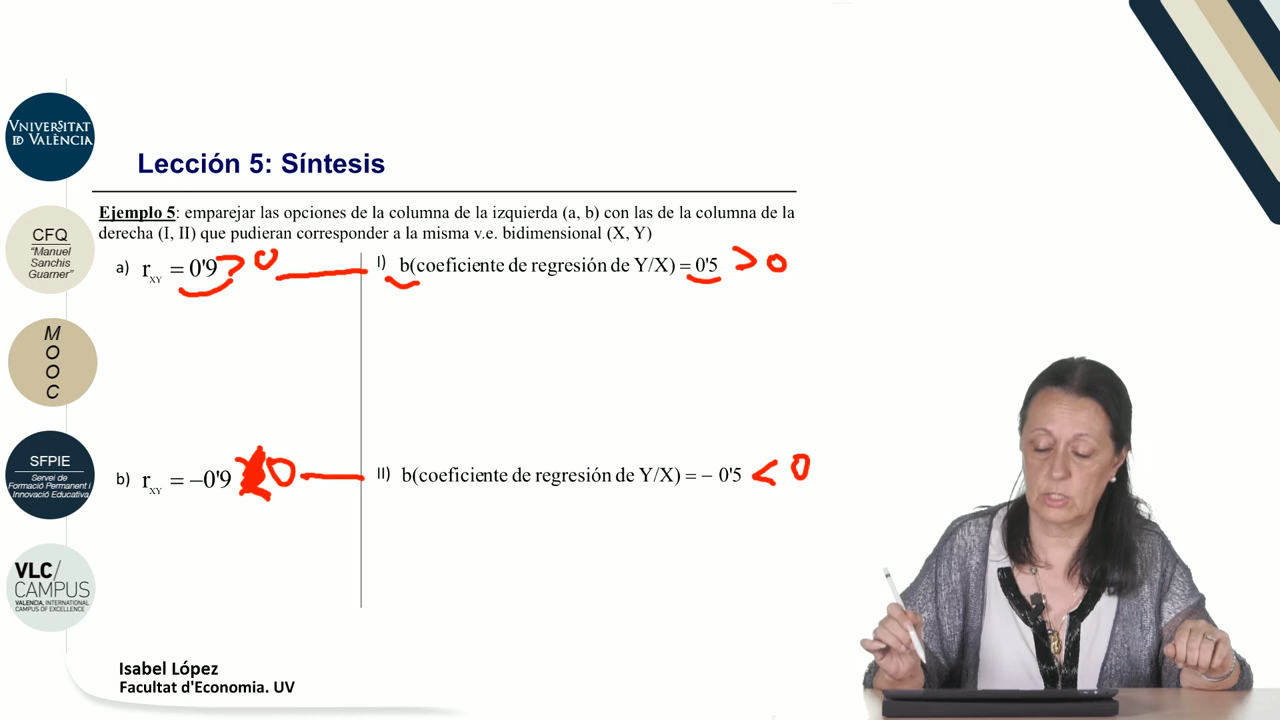 VNIVERSITAT
DE VALÈNCIA
CFQ
“Manuel
Sanchis
Guarner”
M
O
O
C
SFPIE
Servei de
Formació Permanent i
Innovació Educativa
VLC/
CAMPUS
VALENCIA, INTERNATIONAL
CAMPUS OF EXCELLENCE
Lección 5: Síntesis
Ejemplo 5: emparejar las opciones de la columna de la izquierda (a, b) con las de la columna de la
derecha (I, II) que pudieran corresponder a la misma v.e. bidimensional (X, Y)
a) r_XY = 0'9 > 0
I) b(coeficiente de regresión de Y/X) = 0'5 > 0
b) r_XY = −0'9 0
II) b(coeficiente de regresión de Y/X) = − 0'5 < 0
Isabel López
Facultat d'Economia. UV